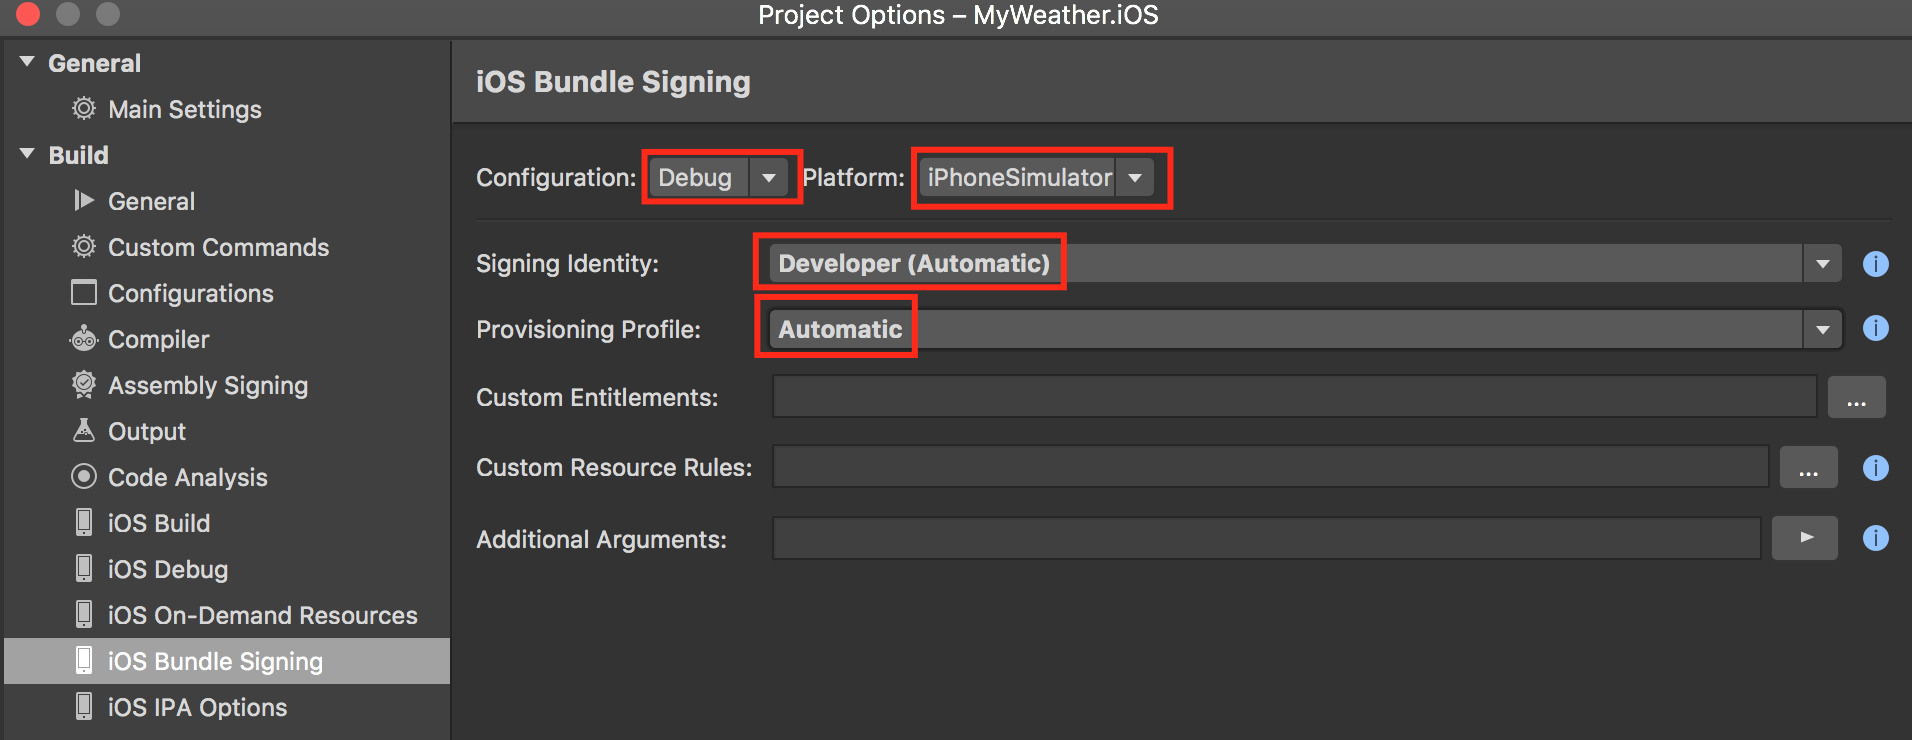 Project Options – MyWeather.iOS
General
Main Settings
Build
General
Custom Commands
Configurations
Compiler
Assembly Signing
Output
Code Analysis
iOS Build
iOS Debug
iOS On-Demand Resources
iOS Bundle Signing
iOS IPA Options
iOS Bundle Signing
Configuration: Debug Platform: iPhoneSimulator
Signing Identity: Developer (Automatic)
Provisioning Profile: Automatic
Custom Entitlements: ...
Custom Resource Rules: ...
Additional Arguments: